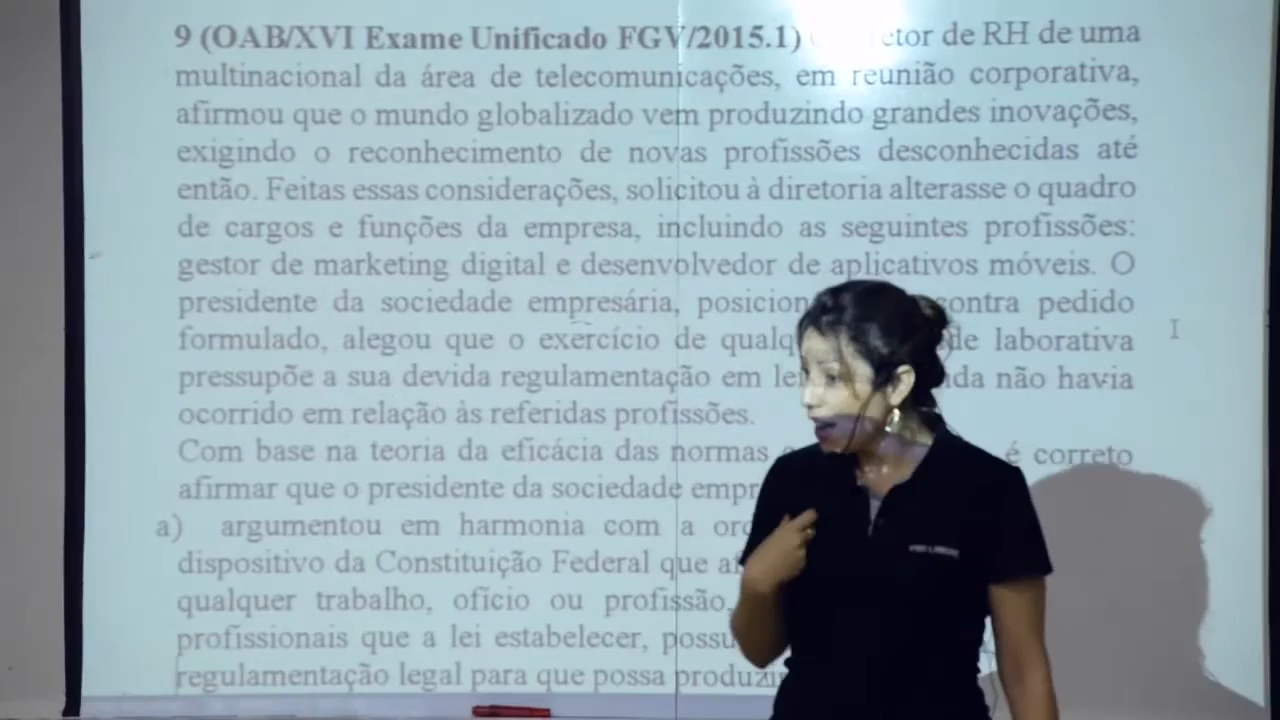 9 (OAB/XVI Exame Unificado FGV/2015.1) de RH de uma
multinacional da área de telecomunicações, em reunião corporativa,
afirmou que o mundo globalizado vem produzindo grandes inovações,
exigindo o reconhecimento de novas profissões desconhecidas até
então. Feitas essas considerações, solicitou à diretoria alterasse o quadro
de cargos e funções da empresa, incluindo as seguintes profissões:
gestor de marketing digital e desenvolvedor de aplicativos móveis. O
presidente da sociedade empresária, contra pedido
formulado, alegou que o exercício de laborativa
pressupõe a sua devida regulamentação em não havia
ocorrido em relação às referidas profissões.
Com base na teoria da eficácia das normas é correto
afirmar que o presidente da sociedade
a) argumentou em harmonia com a
dispositivo da Constituição Federal que
qualquer trabalho, ofício ou profissão,
profissionais que a lei estabelecer,
regulamentação legal para que possa